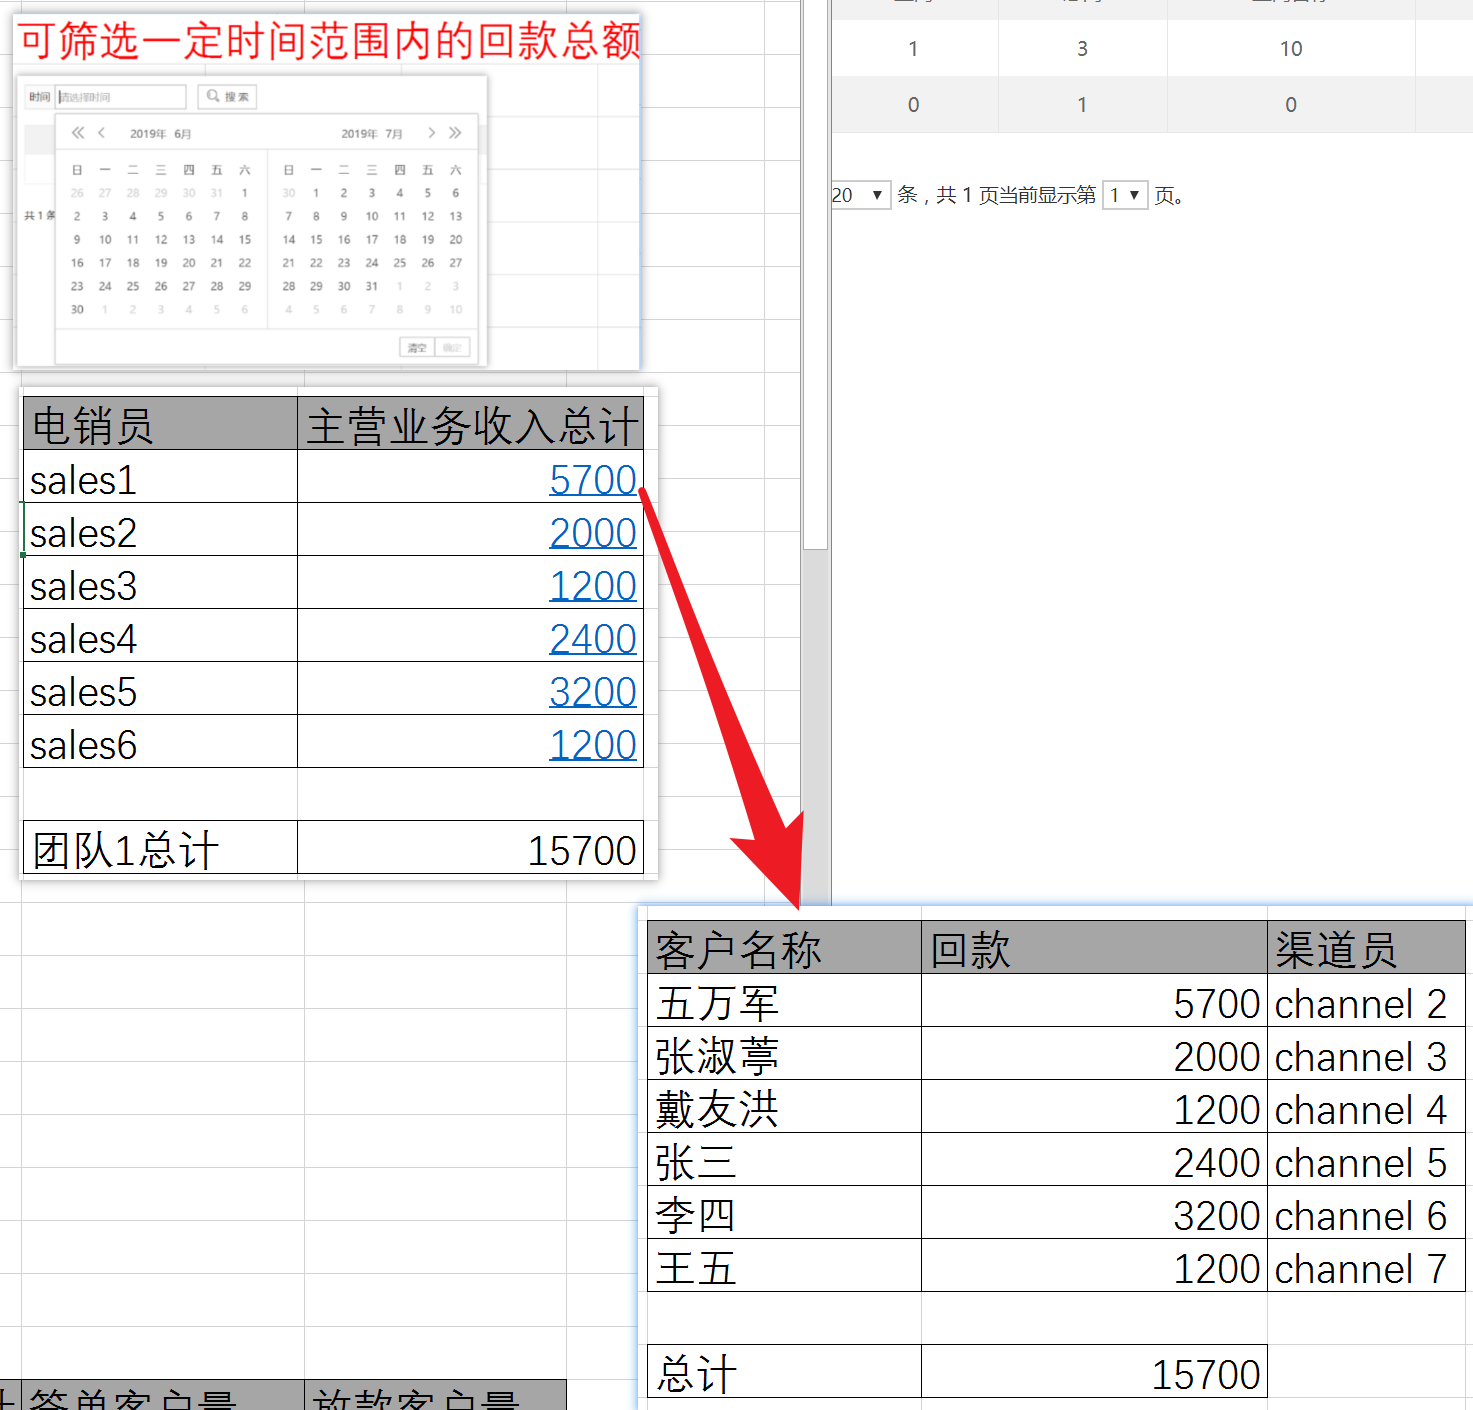 可筛选一定时间范围内的回款总额
时间 请选择时间 搜索
2019年 6月 2019年 7月
日 一 二 三 四 五 六 日 一 二 三 四 五 六
26 27 28 29 30 31 1 30 1 2 3 4 5 6
2 3 4 5 6 7 8 7 8 9 10 11 12 13
9 10 11 12 13 14 15 14 15 16 17 18 19 20
16 17 18 19 20 21 22 21 22 23 24 25 26 27
23 24 25 26 27 28 29 28 29 30 31 1 2 3
30 1 2 3 4 5 6 4 5 6 7 8 9 10
共1条
清空 确定
1 3 10
0 1 0
20 条，共 1 页当前显示第 1 页。
电销员 主营业务收入总计
sales1 5700
sales2 2000
sales3 1200
sales4 2400
sales5 3200
sales6 1200
团队1总计 15700
客户名称 回款 渠道员
五万军 5700 channel 2
张淑葶 2000 channel 3
戴友洪 1200 channel 4
张三 2400 channel 5
李四 3200 channel 6
王五 1200 channel 7
总计 15700
签单客户量 放款客户量